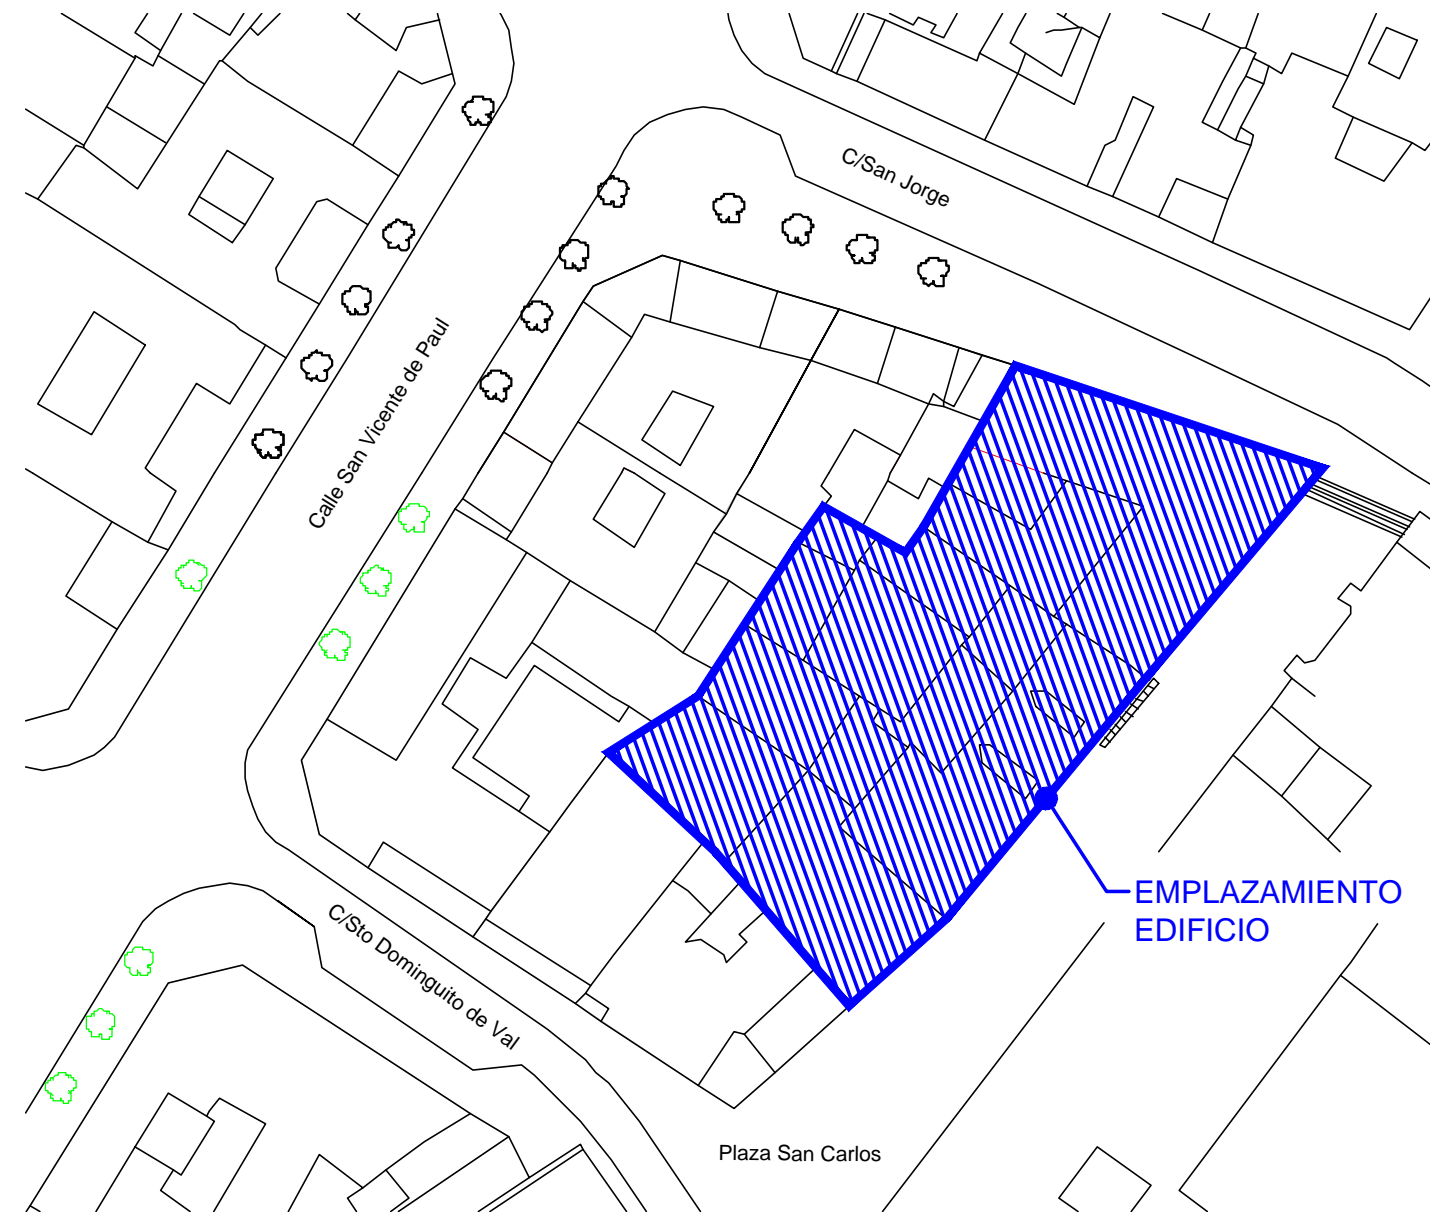 C/San Jorge
Calle San Vicente de Paul
EMPLAZAMIENTO
EDIFICIO
C/Sto Dominguito de Val
Plaza San Carlos